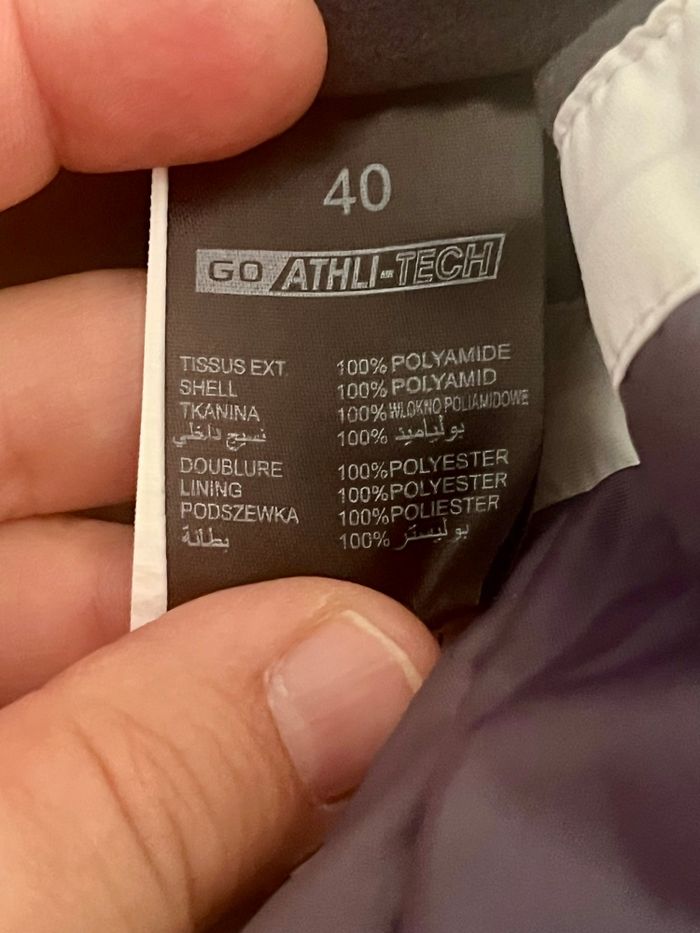 40
GO ATHLI-TECH
TISSUS EXT. 100% POLYAMIDE
SHELL 100% POLYAMID
TKANINA 100% WLOKNO POLIAMIDOWE
نسيج داخلي 100% بولياميد
DOUBLURE 100% POLYESTER
LINING 100% POLYESTER
PODSZEWKA 100% POLIESTER
بطانة 100% بوليستر